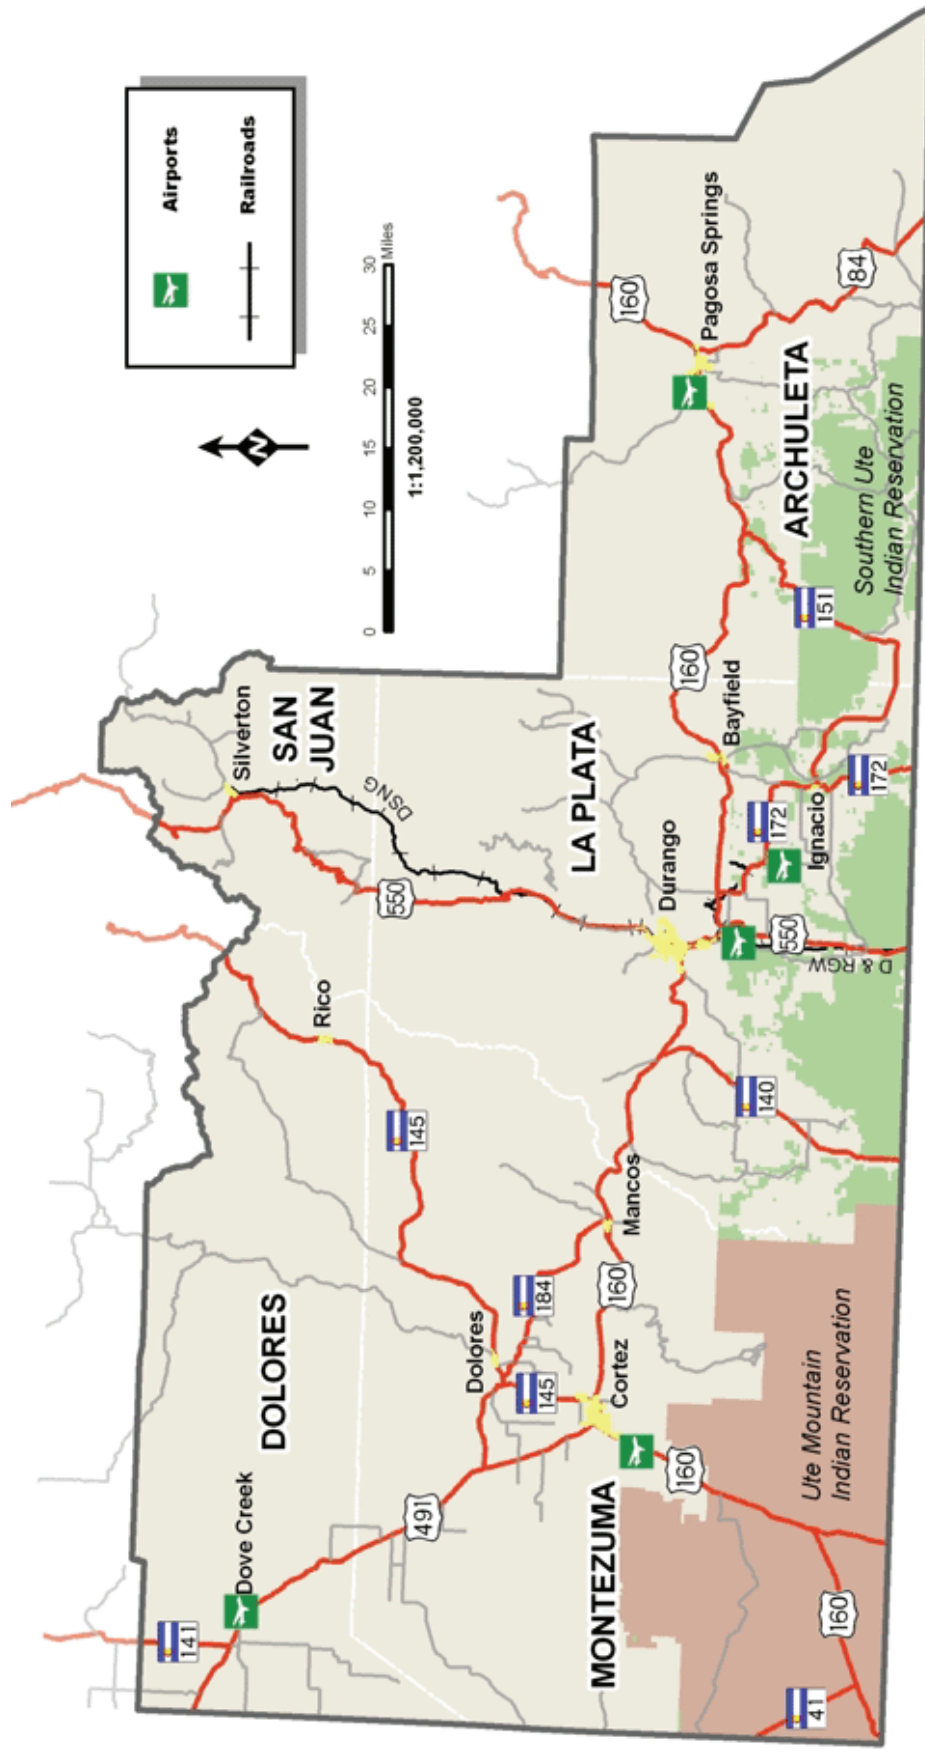 Airports
Railroads
N
0 5 10 15 20 25 30
Miles
1:1,200,000
141
Dove Creek
DOLORES
491
Rico
145
Silverton
SAN
JUAN
DSNG
550
Dolores
184
145
Cortez
160
Mancos
MONTEZUMA
160
160
41
Ute Mountain
Indian Reservation
140
LA PLATA
Durango
160
Bayfield
172
550
D & RGW
Ignacio
172
151
160
Pagosa Springs
ARCHULETA
84
Southern Ute
Indian Reservation